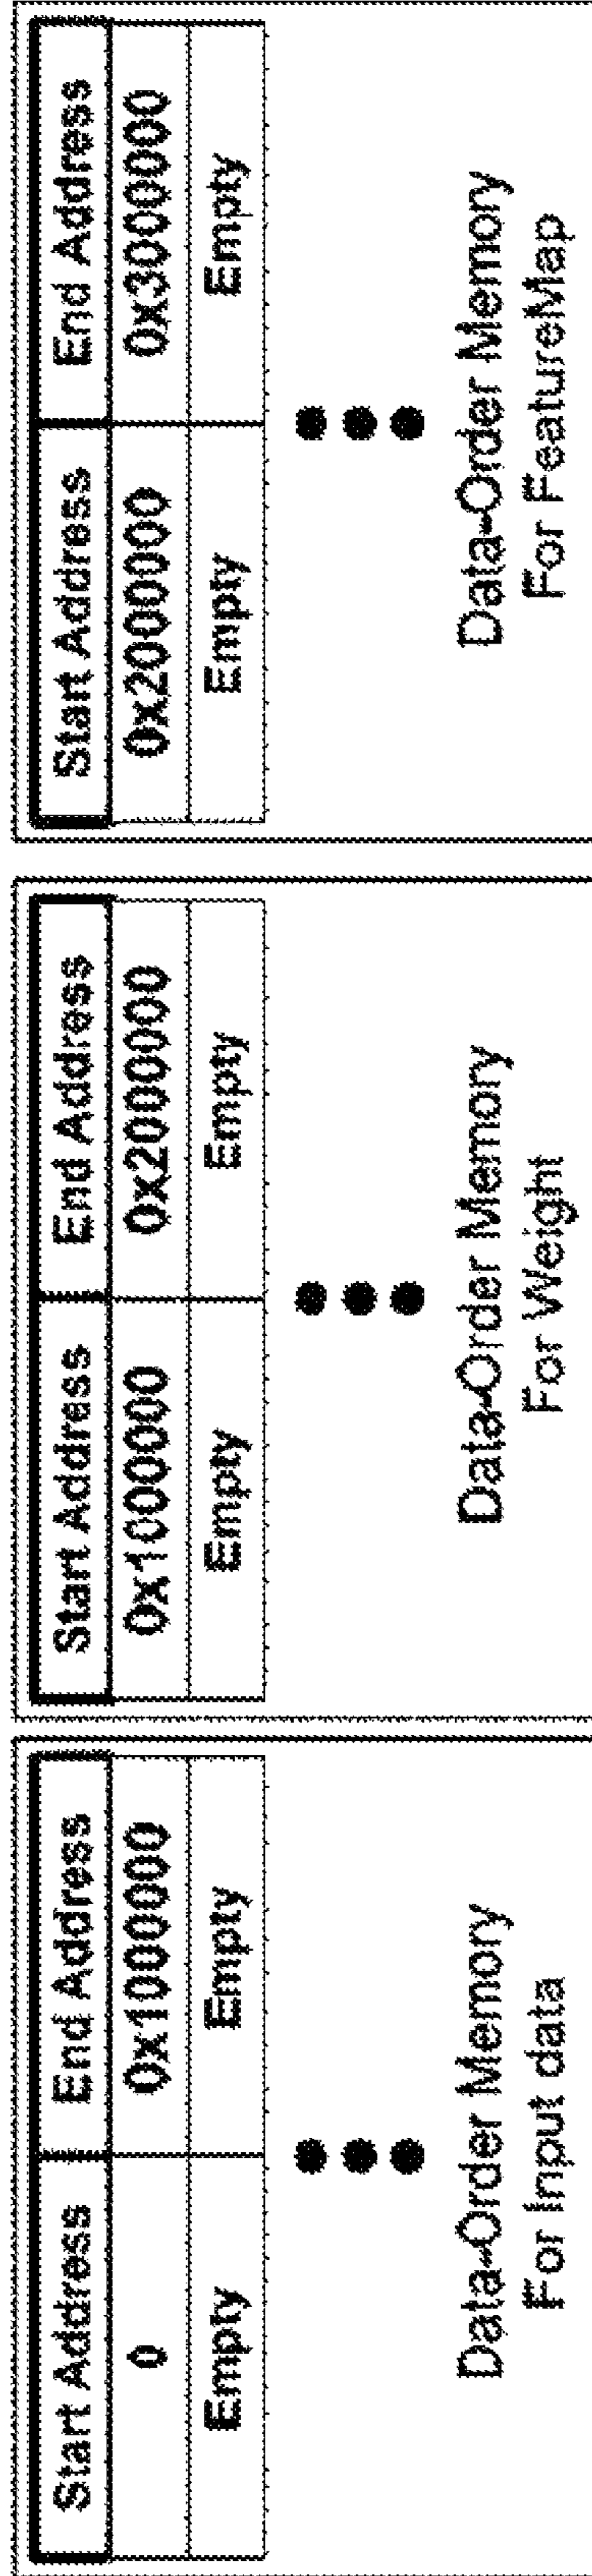 Start Address End Address
0 0x1000000
Empty Empty
Data-Order Memory
For Input data
Start Address End Address
0x1000000 0x2000000
Empty Empty
Data-Order Memory
For Weight
Start Address End Address
0x2000000 0x3000000
Empty Empty
Data-Order Memory
For FeatureMap